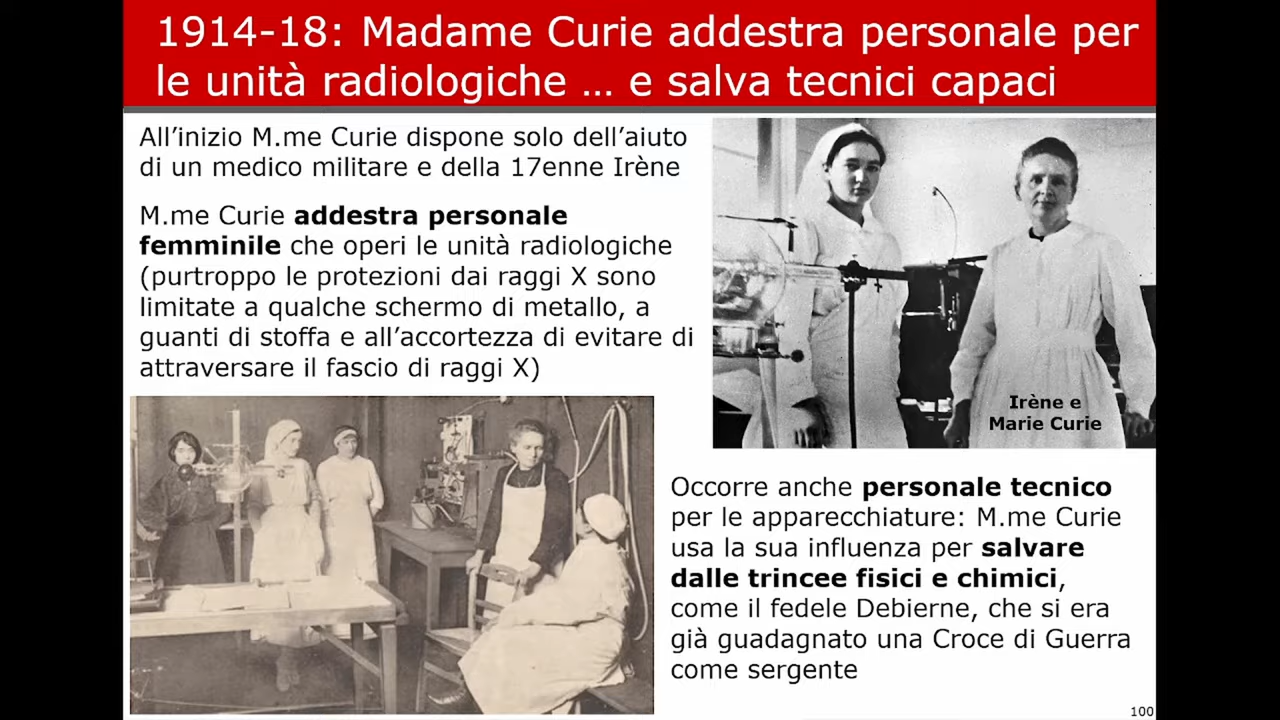 1914-18: Madame Curie addestra personale per
le unità radiologiche … e salva tecnici capaci
All’inizio M.me Curie dispone solo dell’aiuto
di un medico militare e della 17enne Irène
M.me Curie addestra personale
femminile che operi le unità radiologiche
(purtroppo le protezioni dai raggi X sono
limitate a qualche schermo di metallo, a
guanti di stoffa e all’accortezza di evitare di
attraversare il fascio di raggi X)
Irène e
Marie Curie
Occorre anche personale tecnico
per le apparecchiature: M.me Curie
usa la sua influenza per salvare
dalle trincee fisici e chimici,
come il fedele Debierne, che si era
già guadagnato una Croce di Guerra
come sergente
100